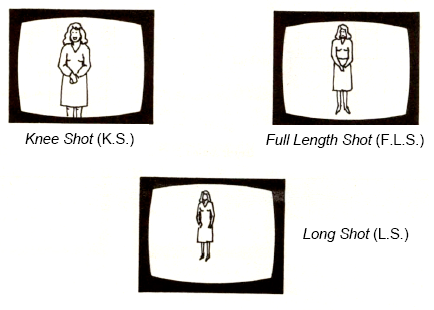 Knee Shot (K.S.)
Full Length Shot (F.L.S.)
Long Shot (L.S.)